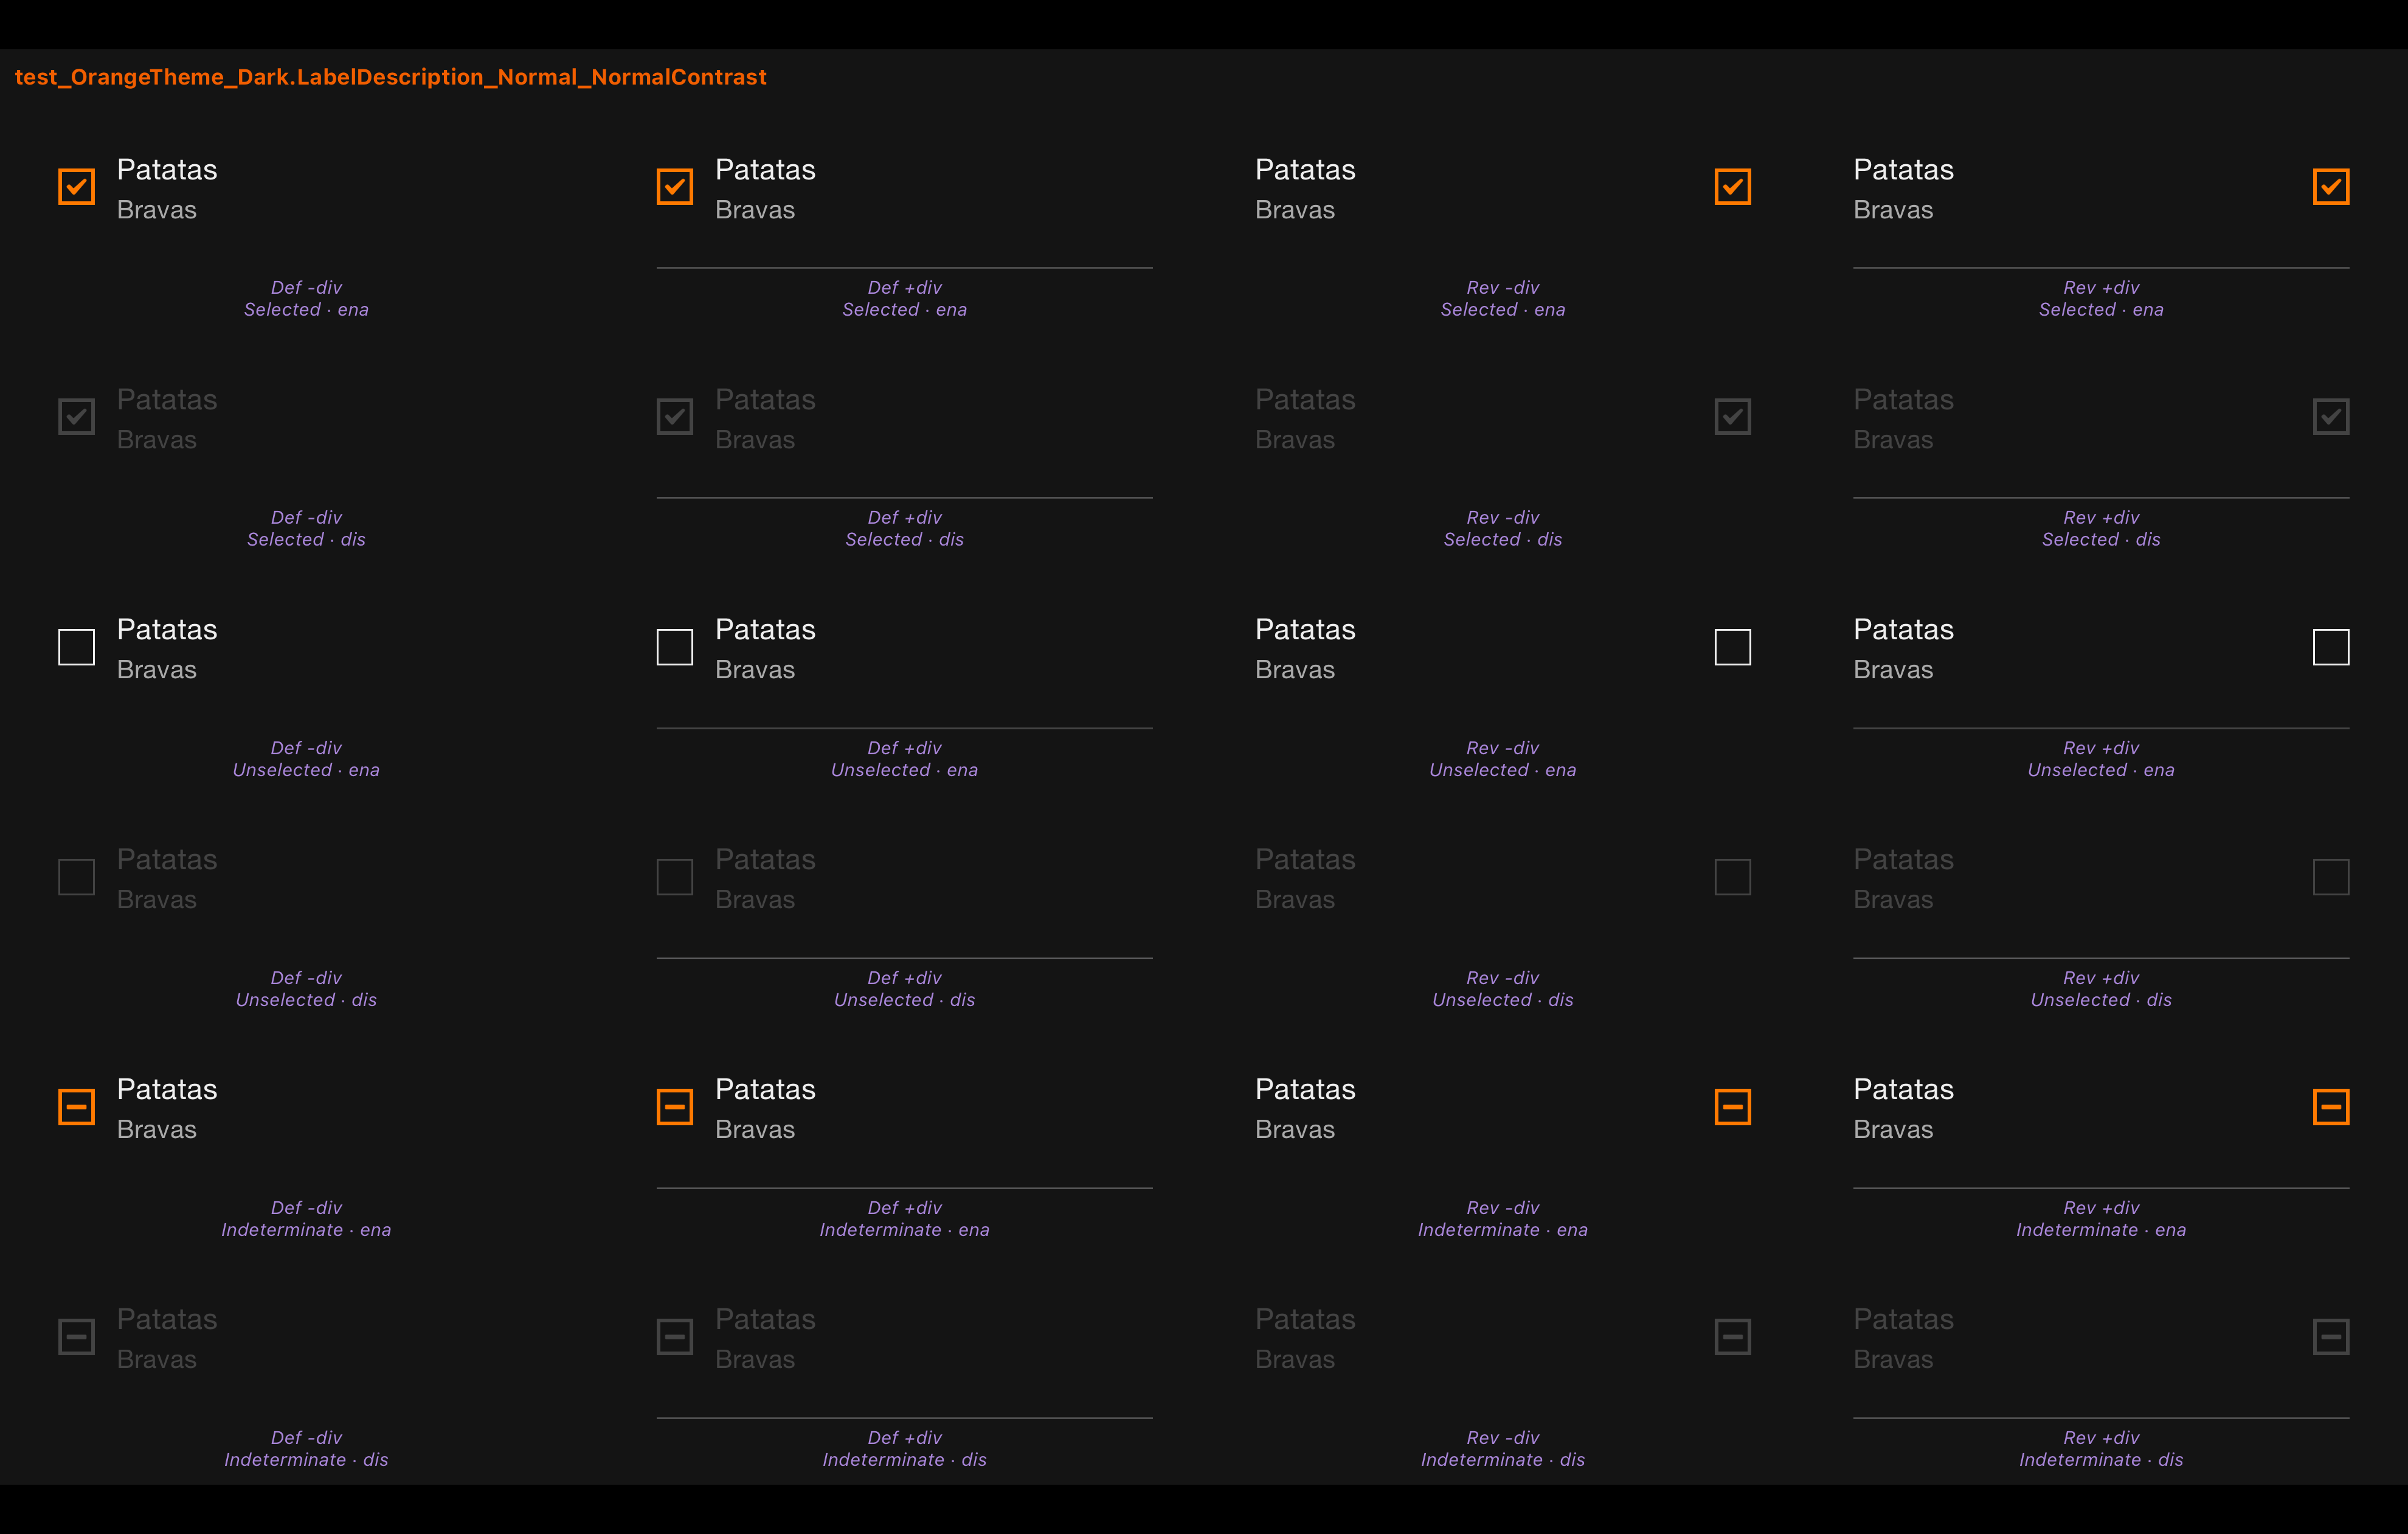 test_OrangeTheme_Dark.LabelDescription_Normal_NormalContrast
Patatas
Bravas
Def -div
Selected · ena
Patatas
Bravas
Def +div
Selected · ena
Patatas
Bravas
Rev -div
Selected · ena
Patatas
Bravas
Rev +div
Selected · ena
Patatas
Bravas
Def -div
Selected · dis
Patatas
Bravas
Def +div
Selected · dis
Patatas
Bravas
Rev -div
Selected · dis
Patatas
Bravas
Rev +div
Selected · dis
Patatas
Bravas
Def -div
Unselected · ena
Patatas
Bravas
Def +div
Unselected · ena
Patatas
Bravas
Rev -div
Unselected · ena
Patatas
Bravas
Rev +div
Unselected · ena
Patatas
Bravas
Def -div
Unselected · dis
Patatas
Bravas
Def +div
Unselected · dis
Patatas
Bravas
Rev -div
Unselected · dis
Patatas
Bravas
Rev +div
Unselected · dis
Patatas
Bravas
Def -div
Indeterminate · ena
Patatas
Bravas
Def +div
Indeterminate · ena
Patatas
Bravas
Rev -div
Indeterminate · ena
Patatas
Bravas
Rev +div
Indeterminate · ena
Patatas
Bravas
Def -div
Indeterminate · dis
Patatas
Bravas
Def +div
Indeterminate · dis
Patatas
Bravas
Rev -div
Indeterminate · dis
Patatas
Bravas
Rev +div
Indeterminate · dis